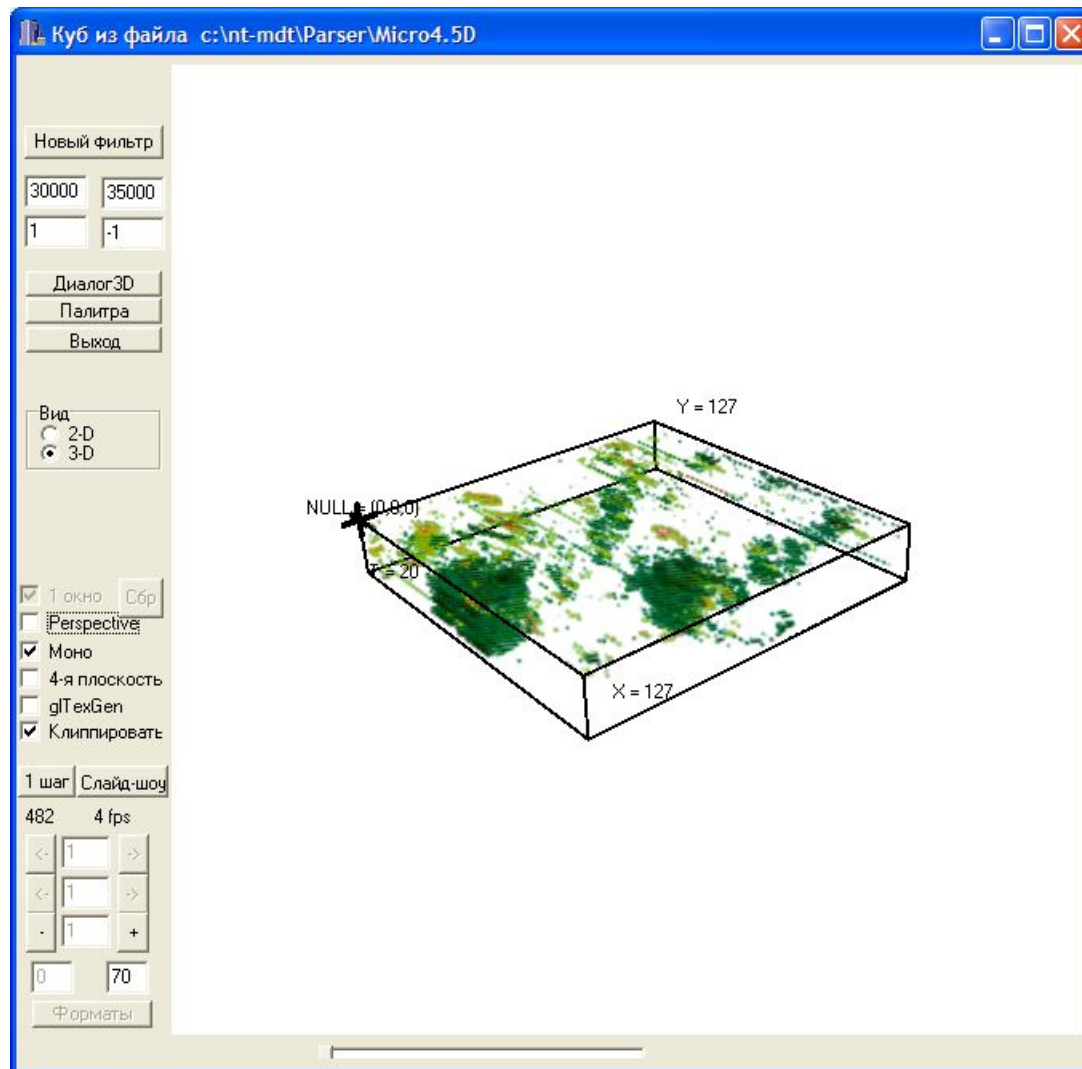 Куб из файла c:\nt-mdt\Parser\Micro4.5D
Новый фильтр
30000 35000
1 -1
Диалог3D
Палитра
Выход
Вид
2-D
3-D
1 окно Сбр
Perspective
Моно
4-я плоскость
glTexGen
Клиппировать
1 шаг Слайд-шоу
482 4 fps
<- 1 ->
<- 1 ->
- 1 +
0 70
Форматы
Y = 127
NULL = (0,0,0)
T = 20
X = 127